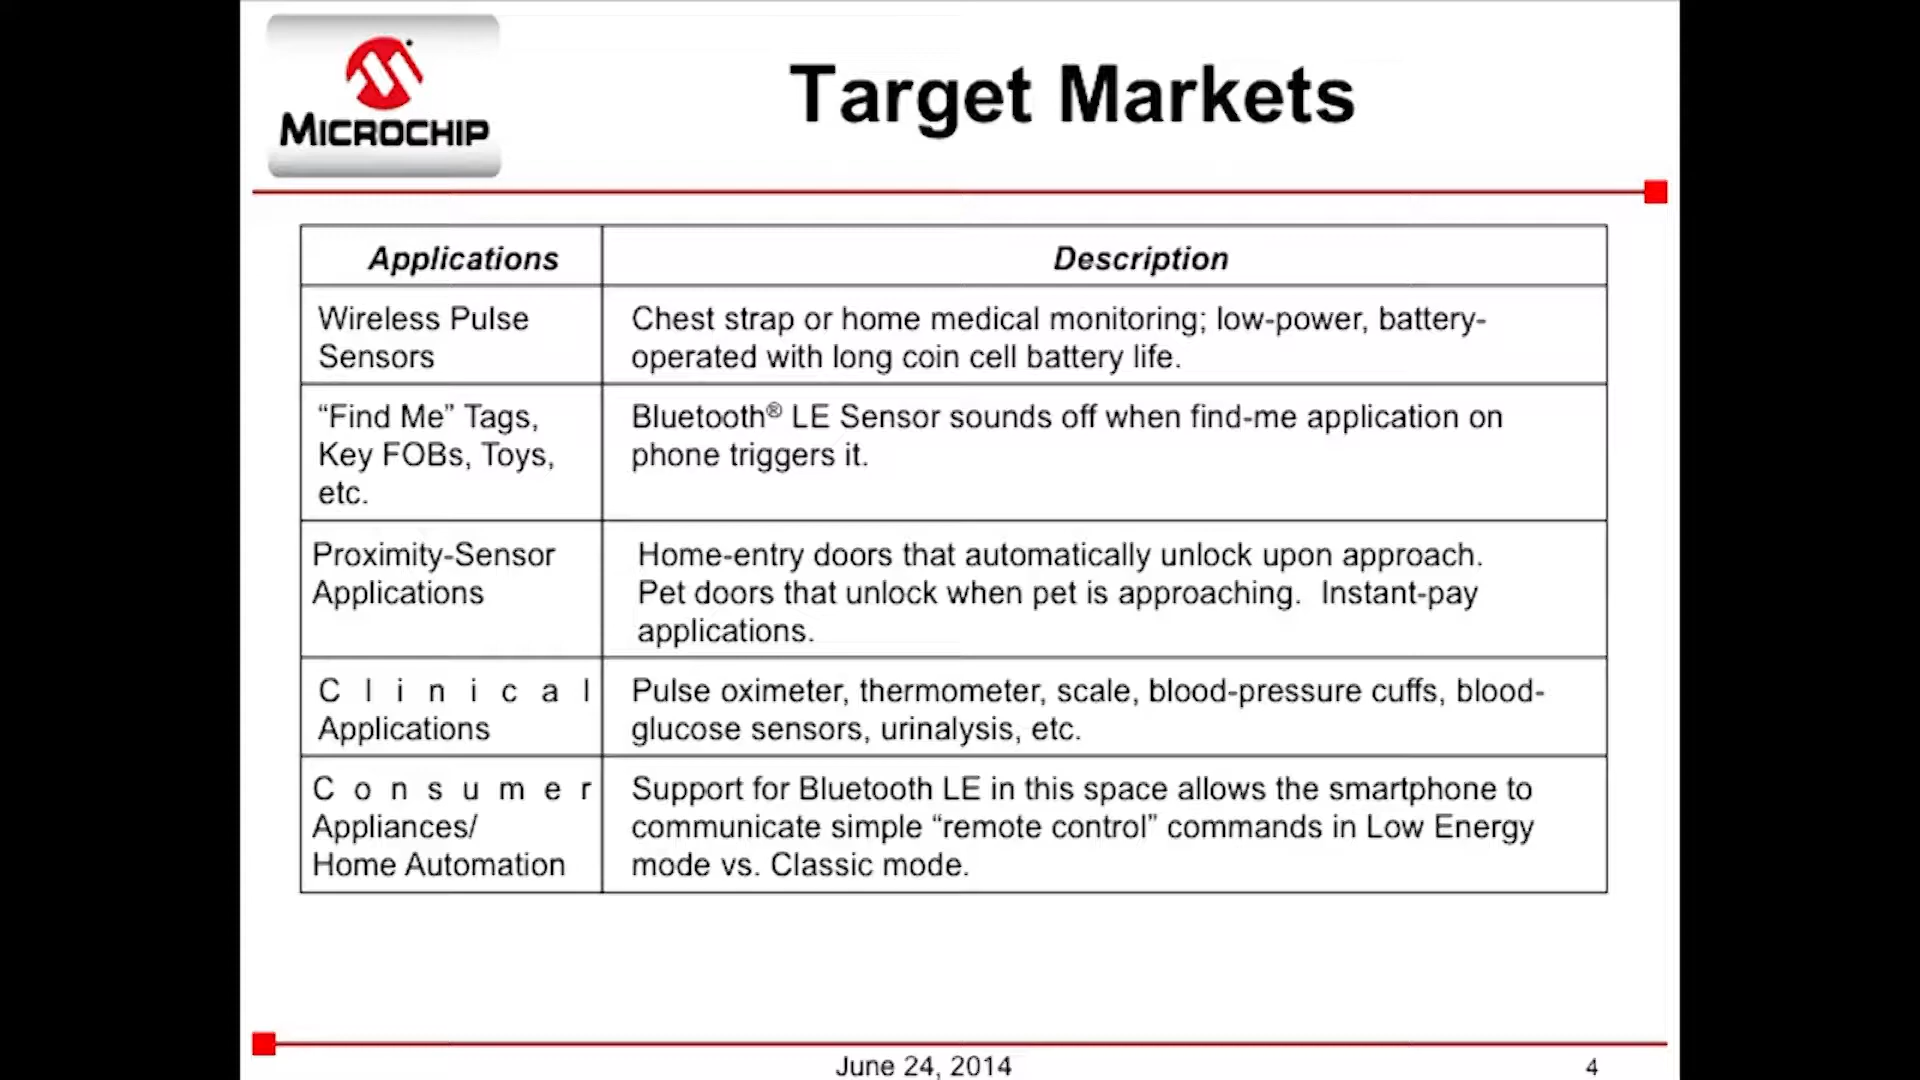 MICROCHIP
Target Markets
Applications
Description
Wireless Pulse
Sensors
Chest strap or home medical monitoring; low-power, battery-
operated with long coin cell battery life.
“Find Me” Tags,
Key FOBs, Toys,
etc.
Bluetooth® LE Sensor sounds off when find-me application on
phone triggers it.
Proximity-Sensor
Applications
Home-entry doors that automatically unlock upon approach.
Pet doors that unlock when pet is approaching. Instant-pay
applications.
Clinical
Applications
Pulse oximeter, thermometer, scale, blood-pressure cuffs, blood-
glucose sensors, urinalysis, etc.
Consumer
Appliances/
Home Automation
Support for Bluetooth LE in this space allows the smartphone to
communicate simple “remote control” commands in Low Energy
mode vs. Classic mode.
June 24, 2014
4